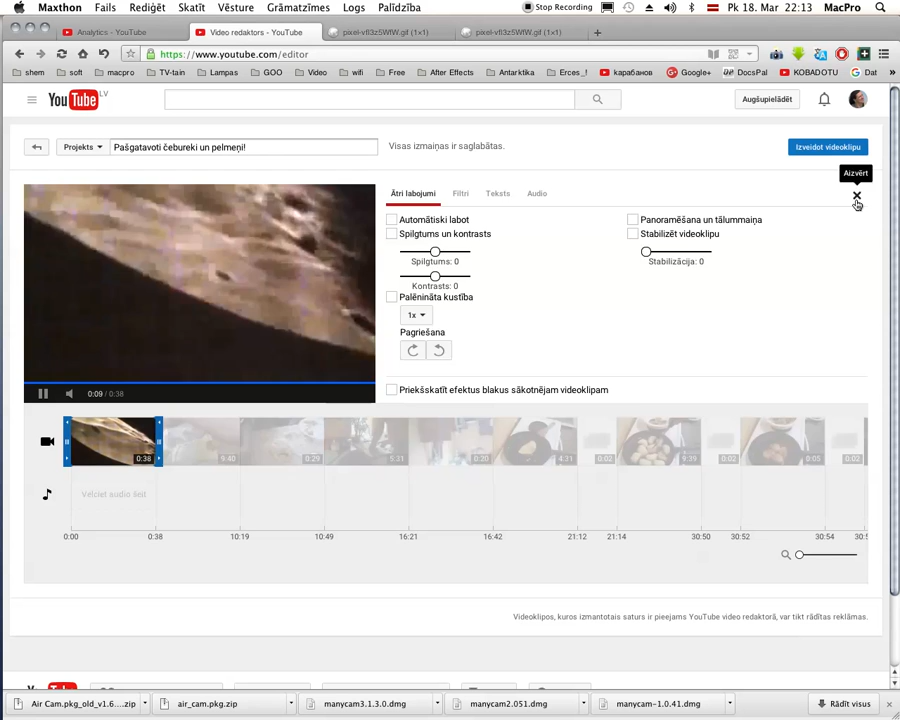 Maxthon Fails Rediģēt Skatīt Vēsture Grāmatzīmes Logs Palīdzība Stop Recording Pk 18. Mar 22:13 MacPro
Analytics - YouTube Video redaktors - YouTube pixel-vfl3z5WfW.gif (1×1) pixel-vfl3z5WfW.gif (1×1)
https://www.youtube.com/editor
shem soft macpro TV-tain Lampas GOO Video wifi Free After Effects Antarktika Erces_! карабанов Google+ DocsPal KOBADOTU Dat
YouTube LV
Augšupielādēt
Projekts Pašgatavoti čebureki un pelmeņi! Visas izmaiņas ir saglabātas. Izveidot videoklipu
Aizvērt
Ātri labojumi Filtri Teksts Audio
Automātiski labot Panoramēšana un tālummaiņa
Spilgtums un kontrasts Stabilizēt videoklipu
Spilgtums: 0 Stabilizācija: 0
Kontrasts: 0
Palēnināta kustība
1x
Pagriešana
Priekšskatīt efektus blakus sākotnējam videoklipam
0:09 / 0:38
0:38 9:40 0:29 5:31 0:20 4:31 0:02 9:39 0:02 0:05 0:02
Velciet audio šeit
0:00 0:38 10:19 10:49 16:21 16:42 21:12 21:14 30:50 30:52 30:54
Videoklipos, kuros izmantotais saturs ir pieejams YouTube video redaktorā, var tikt rādītas reklāmas.
Air Cam.pkg_old_v1.6....zip air_cam.pkg.zip manycam3.1.3.0.dmg manycam2.051.dmg manycam-1.0.41.dmg Rādīt visus